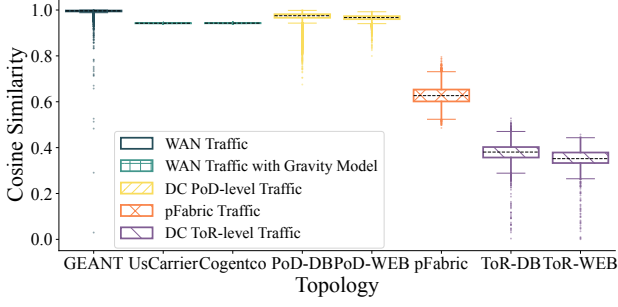 Cosine Similarity
1.0
0.8
0.6
0.4
0.2
0.0
WAN Traffic
WAN Traffic with Gravity Model
DC PoD-level Traffic
pFabric Traffic
DC ToR-level Traffic
GEANT UsCarrier Cogentco PoD-DB PoD-WEB pFabric ToR-DB ToR-WEB
Topology